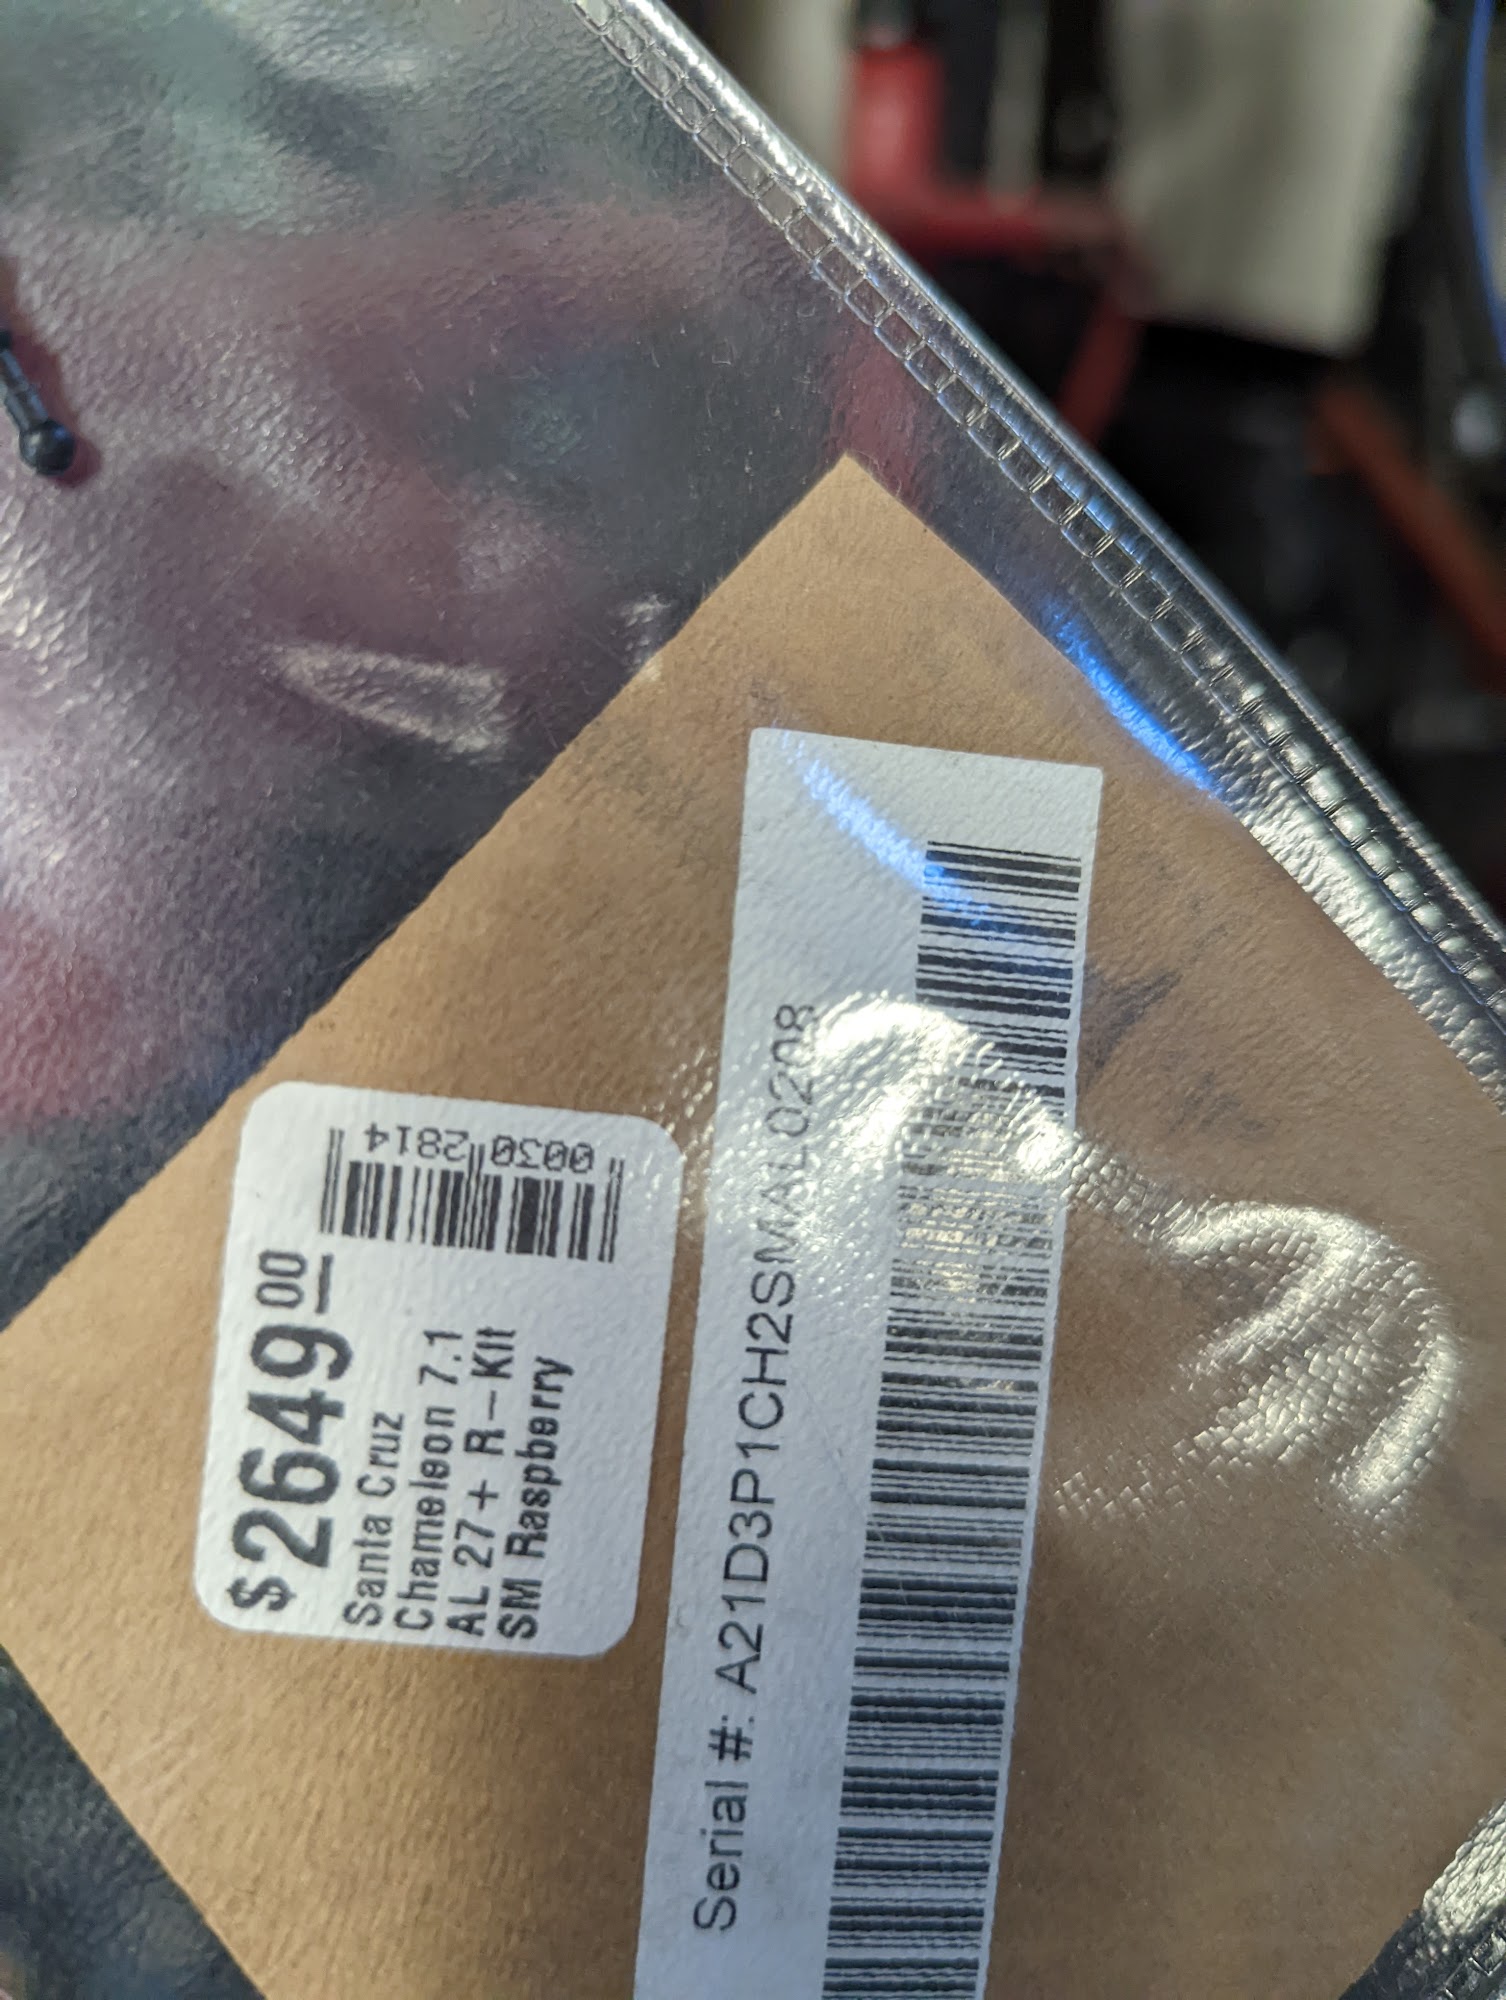 $2649 00
Santa Cruz
Chameleon 7.1
AL 27+ R-Kit
SM Raspberry
0030 2814
Serial #: A21D3P1CH2SMAL0208